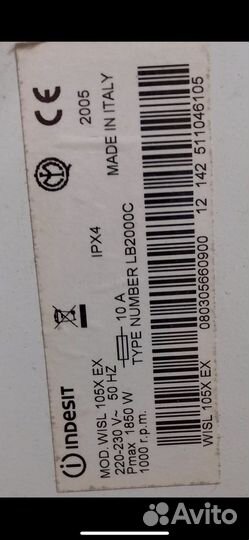 indesit
MOD. WISL 105X EX
220-230 V~ 50 HZ
Pmax 1850 W
1000 r.p.m.
10 A
TYPE NUMBER LB2000C
IPX4
2005
MADE IN ITALY
CE
WISL 105X EX
080305660900
12 142 511046105
Avito